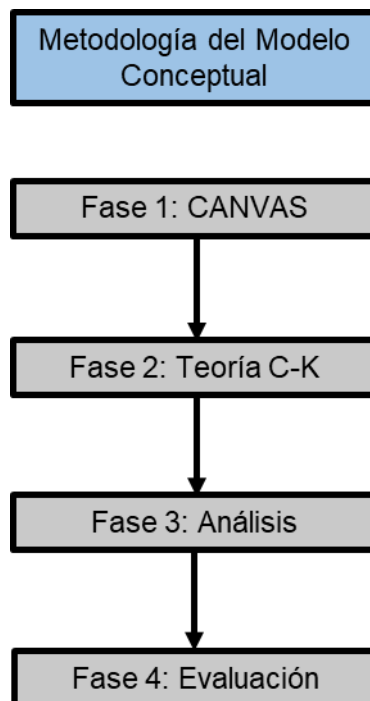 Metodología del Modelo
Conceptual
Fase 1: CANVAS
Fase 2: Teoría C-K
Fase 3: Análisis
Fase 4: Evaluación